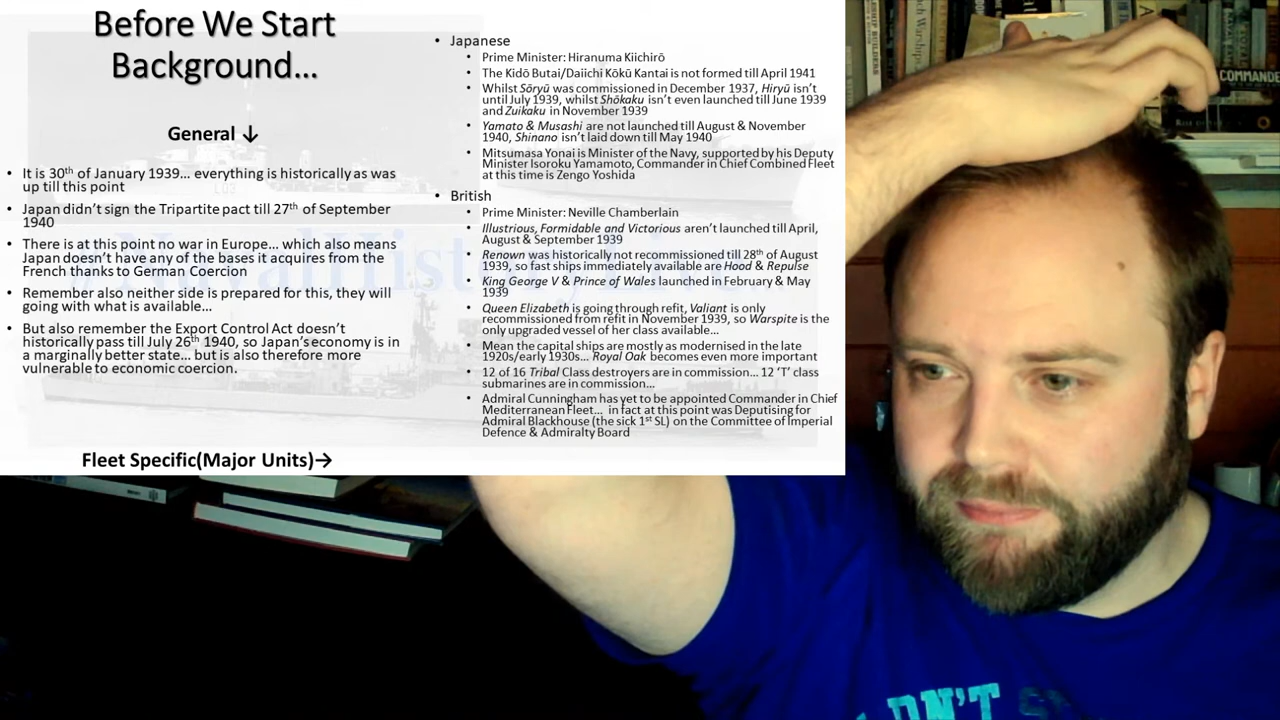 Before We Start
Background...
General ↓
• It is 30th of January 1939... everything is historically as was
up till this point
• Japan didn't sign the Tripartite pact till 27th of September
1940
• There is at this point no war in Europe... which also means
Japan doesn't have any of the bases it acquires from the
French thanks to German Coercion
• Remember also neither side is prepared for this, they will
going with what is available...
• But also remember the Export Control Act doesn't
historically pass till July 26th 1940, so Japan's economy is in
a marginally better state... but is also therefore more
vulnerable to economic coercion.
Fleet Specific(Major Units)→
• Japanese
• Prime Minister: Hiranuma Kiichirō
• The Kidō Butai/Daiichi Kōkū Kantai is not formed till April 1941
• Whilst Sōryū was commissioned in December 1937, Hiryū isn't
until July 1939, whilst Shōkaku isn't even launched till June 1939
and Zuikaku in November 1939
• Yamato & Musashi are not launched till August & November
1940, Shinano isn't laid down till May 1940
• Mitsumasa Yonai is Minister of the Navy, supported by his Deputy
Minister Isoroku Yamamoto, Commander in Chief Combined Fleet
at this time is Zengo Yoshida
• British
• Prime Minister: Neville Chamberlain
• Illustrious, Formidable and Victorious aren't launched till April,
August & September 1939
• Renown was historically not recommissioned till 28th of August
1939, so fast ships immediately available are Hood & Repulse
• King George V & Prince of Wales launched in February & May
1939
• Queen Elizabeth is going through refit, Valiant is only
recommissioned from refit in November 1939, so Warspite is the
only upgraded vessel of her class available...
• Mean the capital ships are mostly as modernised in the late
1920s/early 1930s... Royal Oak becomes even more important
• 12 of 16 Tribal Class destroyers are in commission... 12 'T' class
submarines are in commission...
• Admiral Cunningham has yet to be appointed Commander in Chief
Mediterranean Fleet... in fact at this point was Deputising for
Admiral Blackhouse (the sick 1st SL) on the Committee of Imperial
Defence & Admiralty Board
COMMANDE